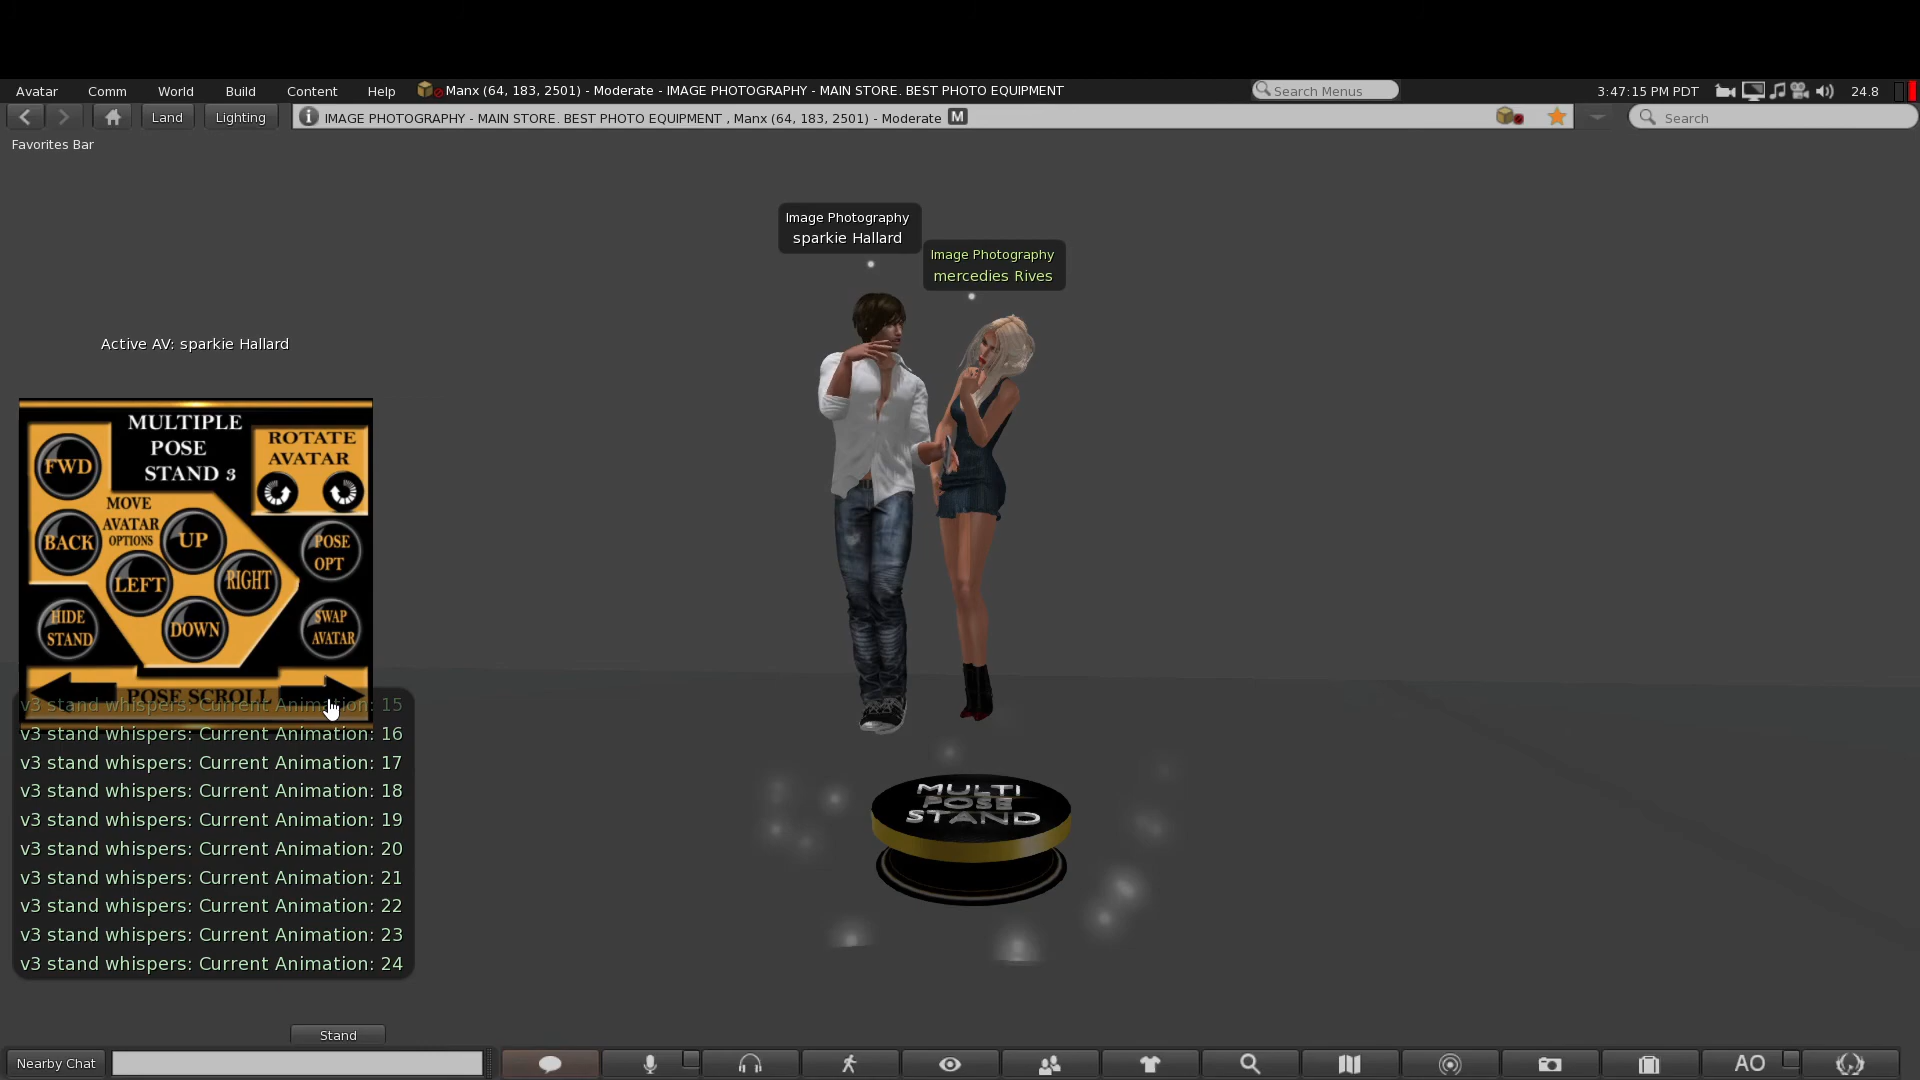 Avatar Comm World Build Content Help Manx (64, 183, 2501) - Moderate - IMAGE PHOTOGRAPHY - MAIN STORE. BEST PHOTO EQUIPMENT Search Menus 3:47:15 PM PDT 24.8
Land Lighting IMAGE PHOTOGRAPHY - MAIN STORE. BEST PHOTO EQUIPMENT , Manx (64, 183, 2501) - Moderate M Search
Favorites Bar
Image Photography
sparkie Hallard
Image Photography
mercedies Rives
Active AV: sparkie Hallard
MULTIPLE
POSE
STAND 3
ROTATE
AVATAR
FWD
MOVE
AVATAR
OPTIONS
BACK
UP
POSE
OPT
LEFT
RIGHT
HIDE
STAND
DOWN
SWAP
AVATAR
POSE SCROLL
v3 stand whispers: Current Animation: 15
v3 stand whispers: Current Animation: 16
v3 stand whispers: Current Animation: 17
v3 stand whispers: Current Animation: 18
v3 stand whispers: Current Animation: 19
v3 stand whispers: Current Animation: 20
v3 stand whispers: Current Animation: 21
v3 stand whispers: Current Animation: 22
v3 stand whispers: Current Animation: 23
v3 stand whispers: Current Animation: 24
MULTI
POSE
STAND
Stand
Nearby Chat AO